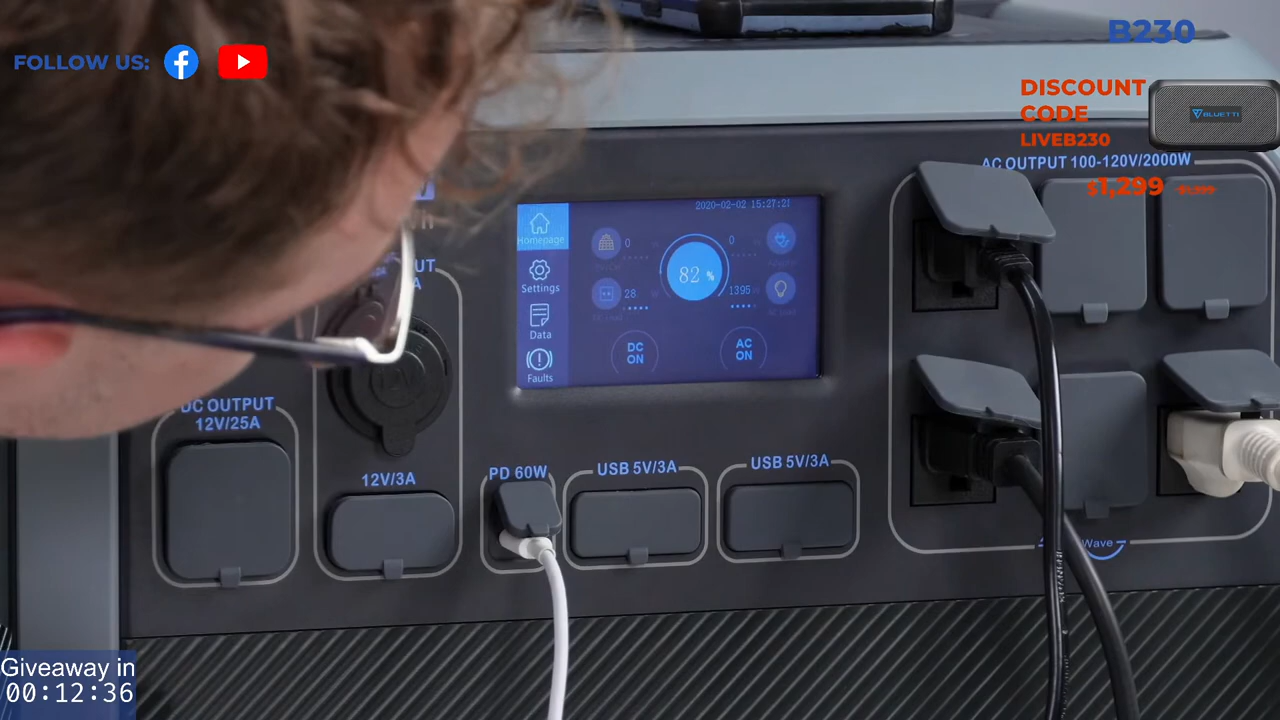 FOLLOW US:
B230
DISCOUNT
CODE
LIVEB230
BLUETTI
AC OUTPUT 100-120V/2000W
$1,299
2020-02-02 15:27:21
Homepage
0
0
82 %
Settings
28
1395
Data
DC
ON
AC
ON
Faults
DC OUTPUT
12V/25A
12V/3A
PD 60W
USB 5V/3A
USB 5V/3A
Wave
Giveaway in
00:12:36